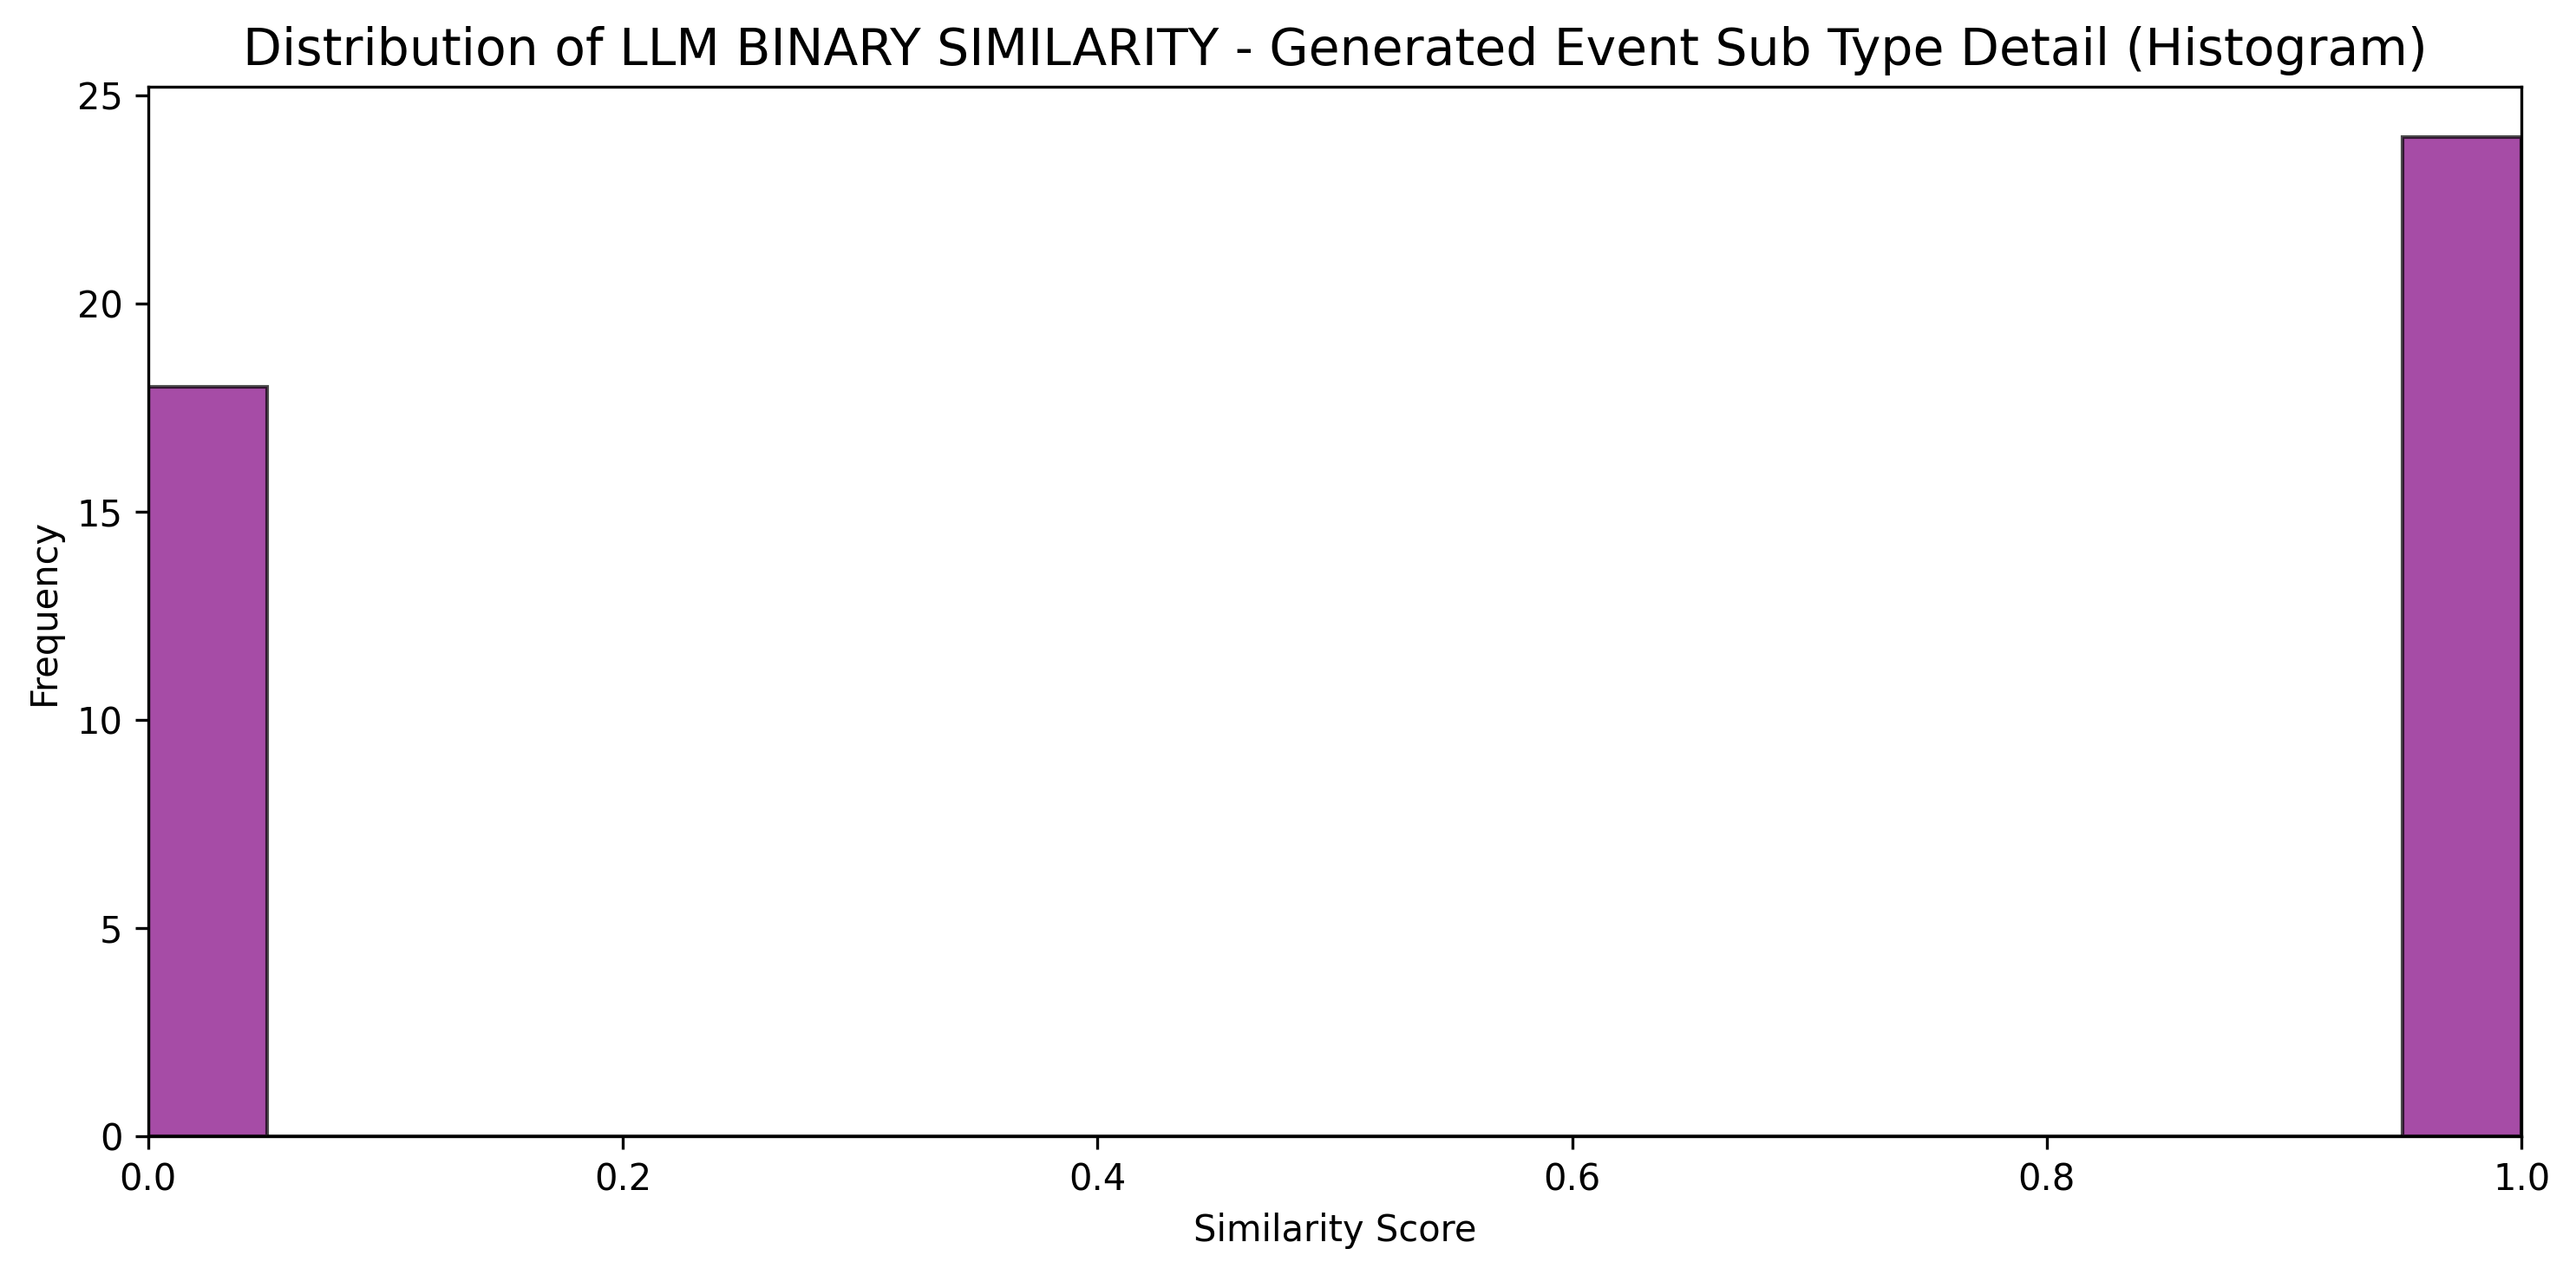 Distribution of LLM BINARY SIMILARITY - Generated Event Sub Type Detail (Histogram)
25
20
15
10
5
0
Frequency
0.0 0.2 0.4 0.6 0.8 1.0
Similarity Score